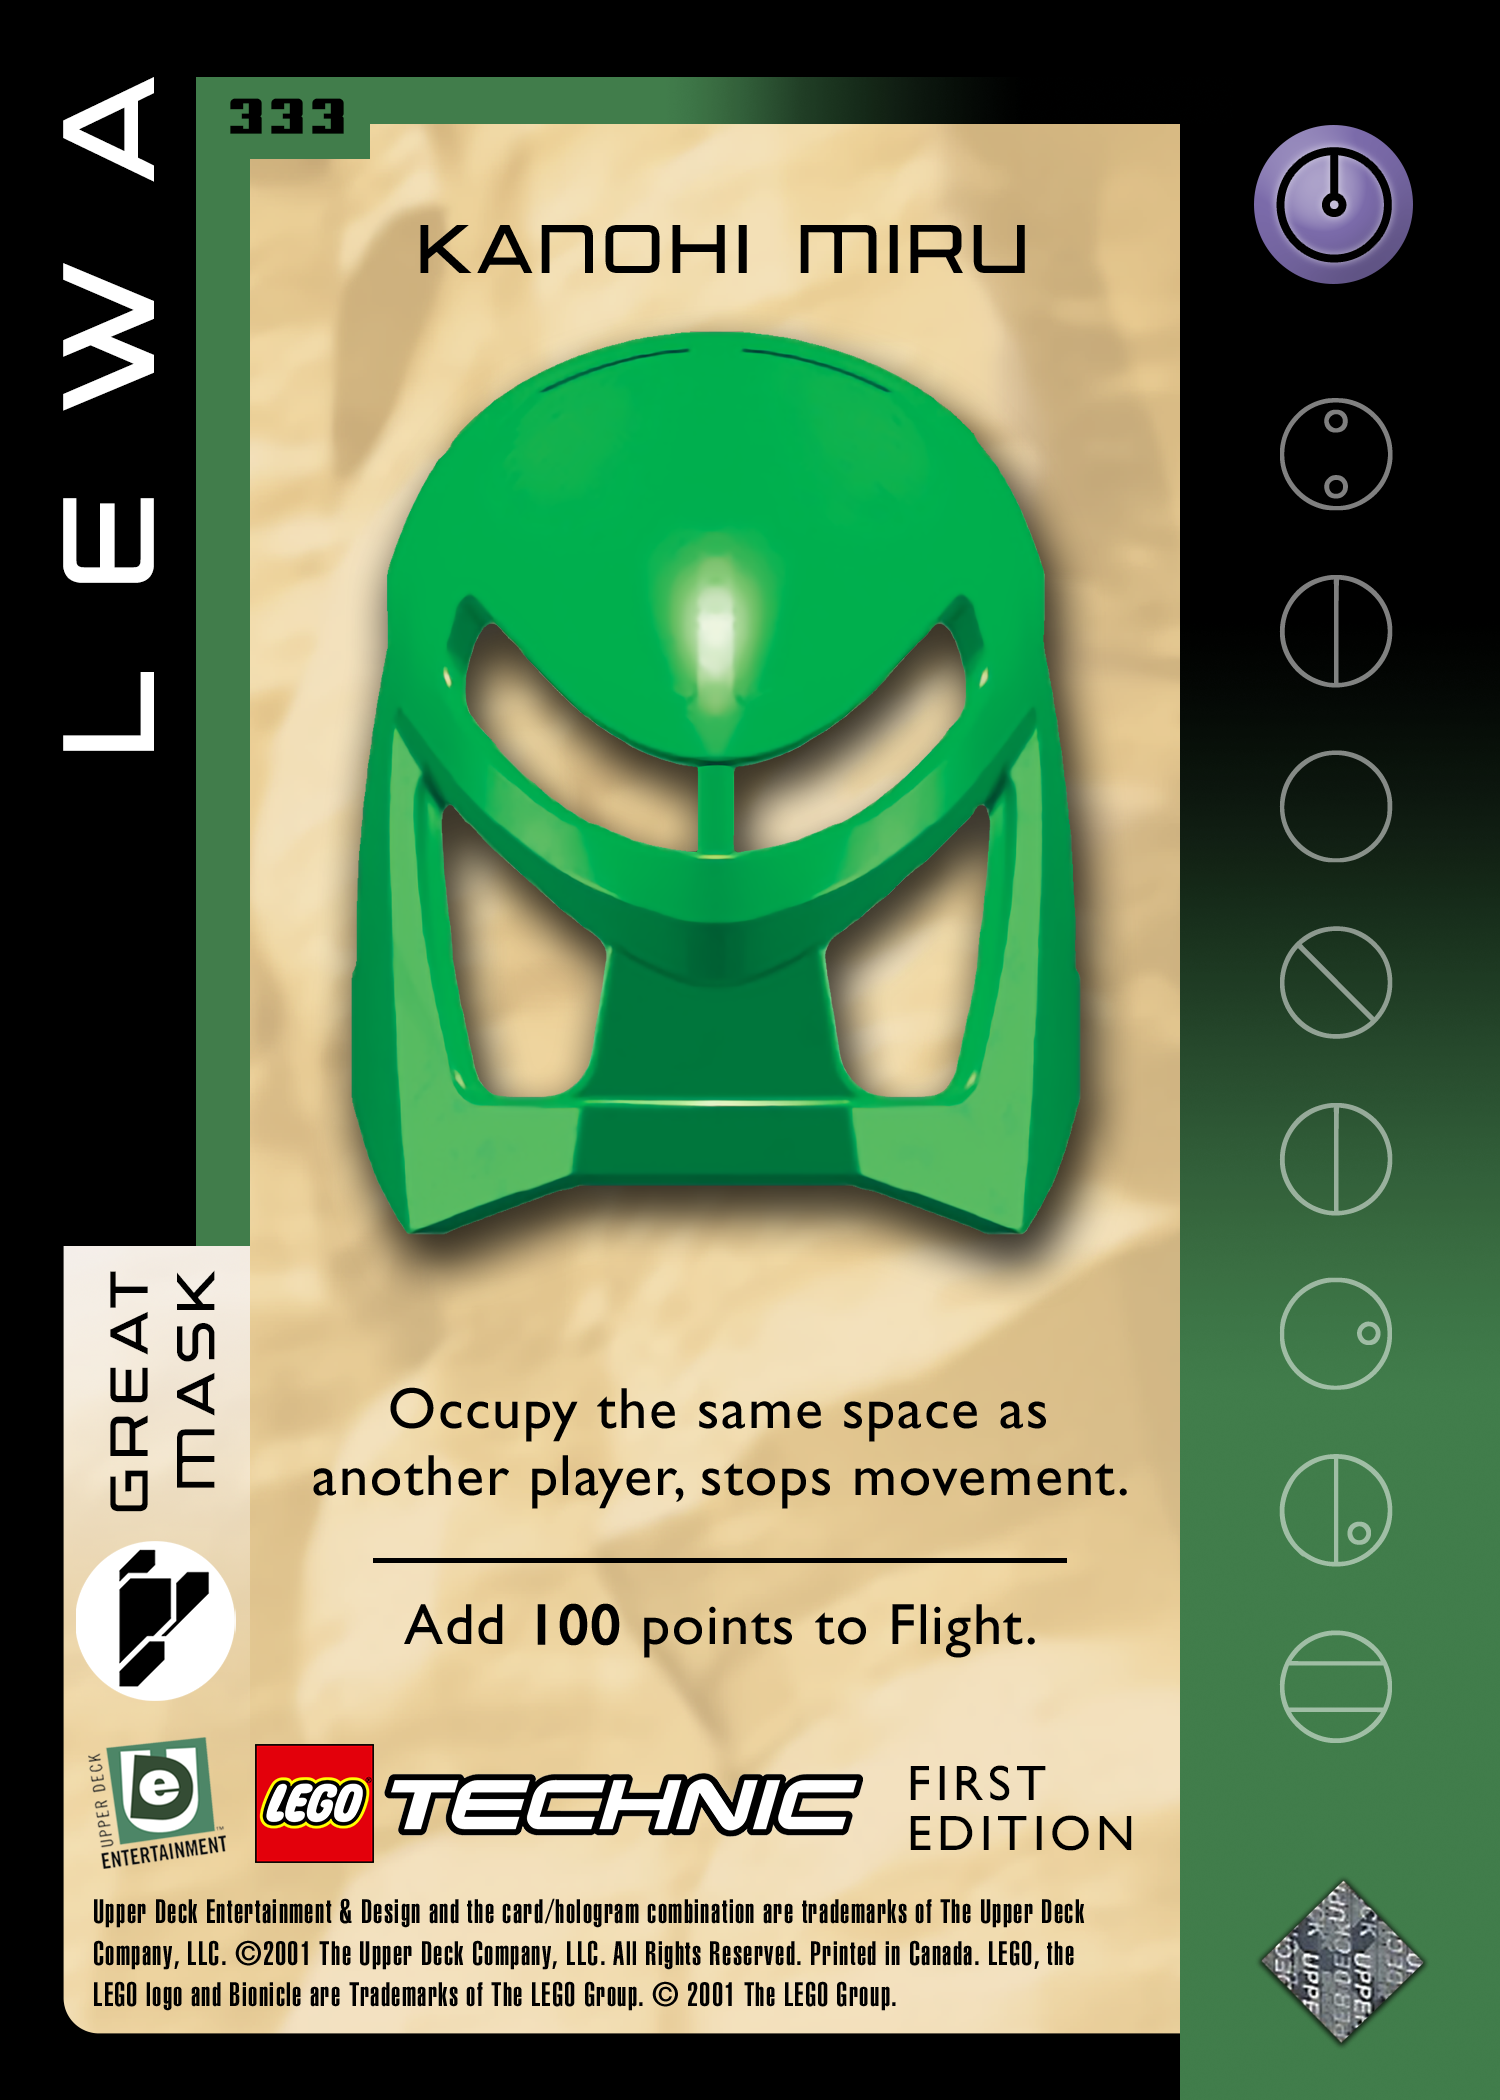 LEWA
333
KANOHI MIRU
GREAT
MASK
Occupy the same space as
another player, stops movement.
Add 100 points to Flight.
UPPER DECK
e
ENTERTAINMENT™
LEGO TECHNIC
FIRST
EDITION
Upper Deck Entertainment & Design and the card/hologram combination are trademarks of The Upper Deck
Company, LLC. ©2001 The Upper Deck Company, LLC. All Rights Reserved. Printed in Canada. LEGO, the
LEGO logo and Bionicle are Trademarks of The LEGO Group. © 2001 The LEGO Group.